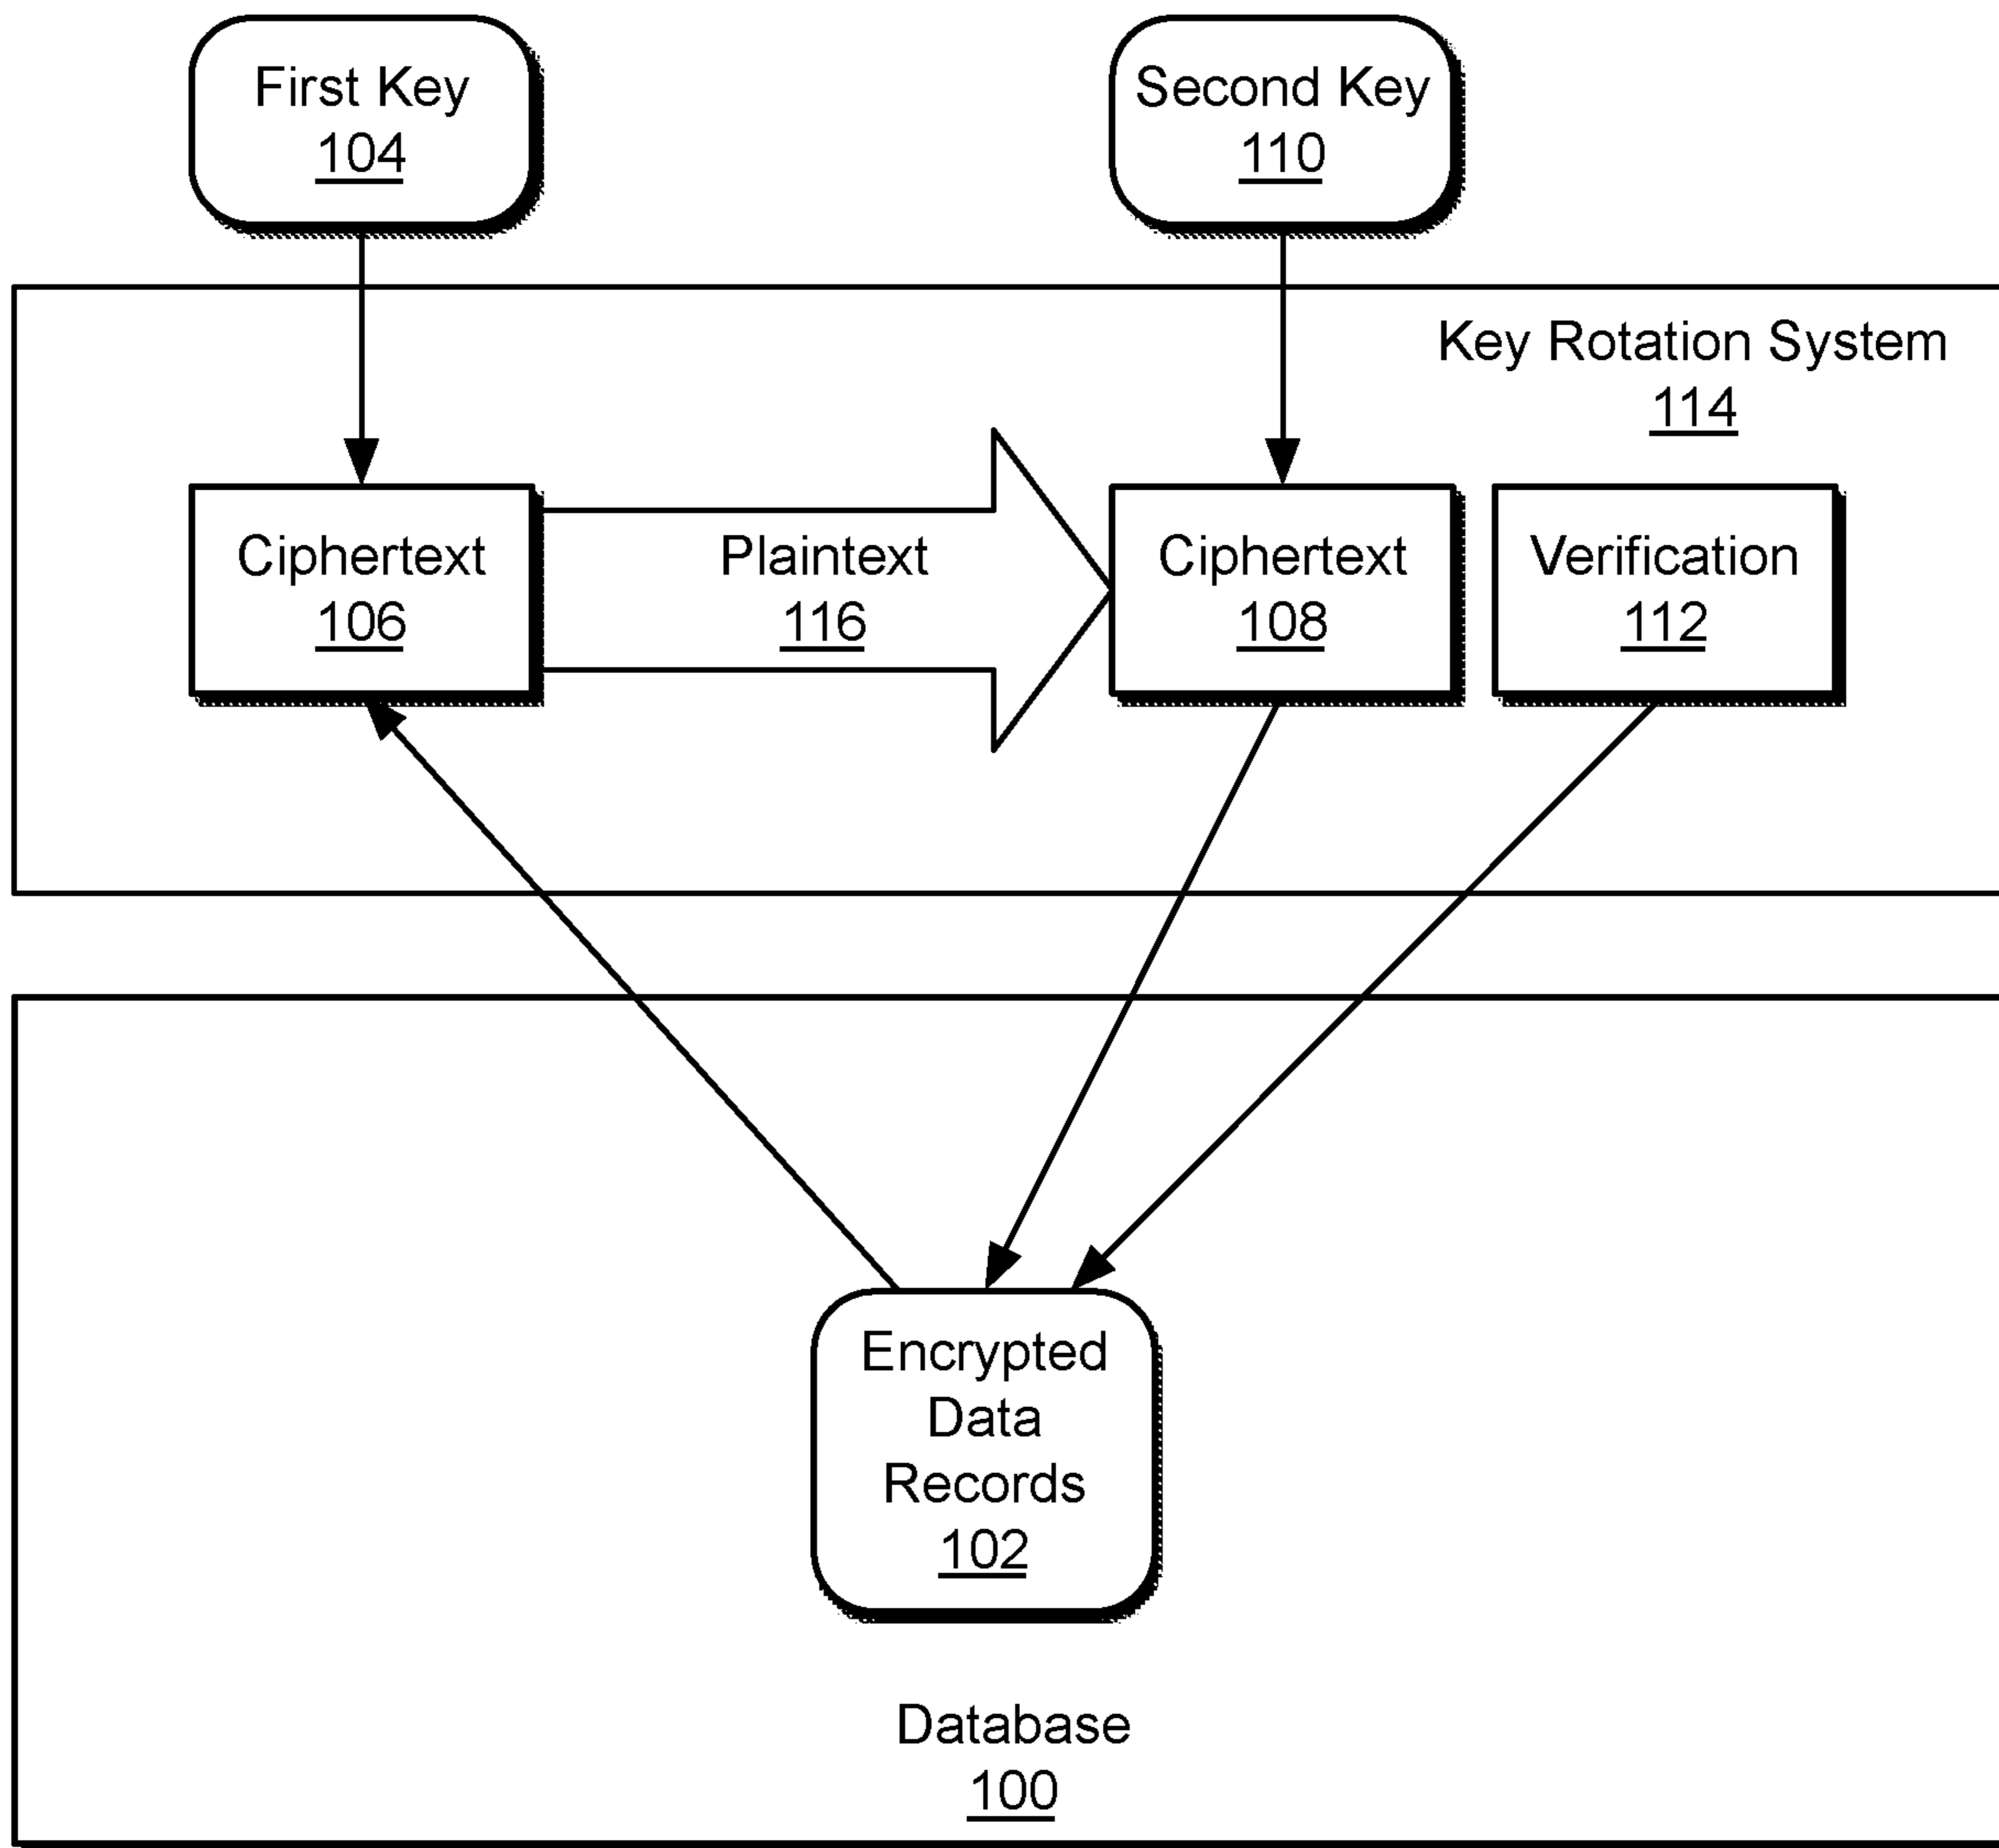 First Key
104
Second Key
110
Key Rotation System
114
Ciphertext
106
Plaintext
116
Ciphertext
108
Verification
112
Encrypted
Data
Records
102
Database
100